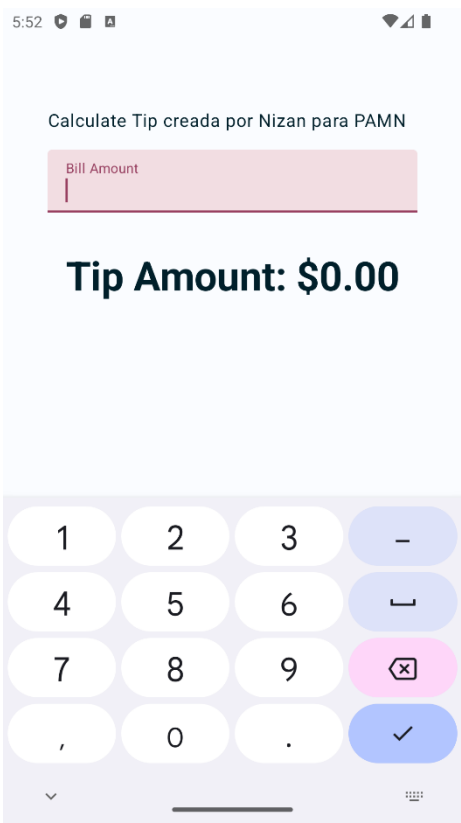 5:52
A
Calculate Tip creada por Nizan para PAMN
Bill Amount
Tip Amount: $0.00
1 2 3 –
4 5 6
7 8 9
, 0 .